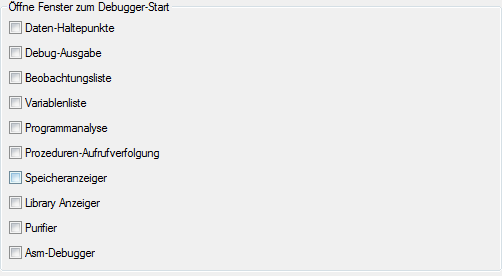 Öffne Fenster zum Debugger-Start
Daten-Haltepunkte
Debug-Ausgabe
Beobachtungsliste
Variablenliste
Programmanalyse
Prozeduren-Aufrufverfolgung
Speicheranzeiger
Library Anzeiger
Purifier
Asm-Debugger